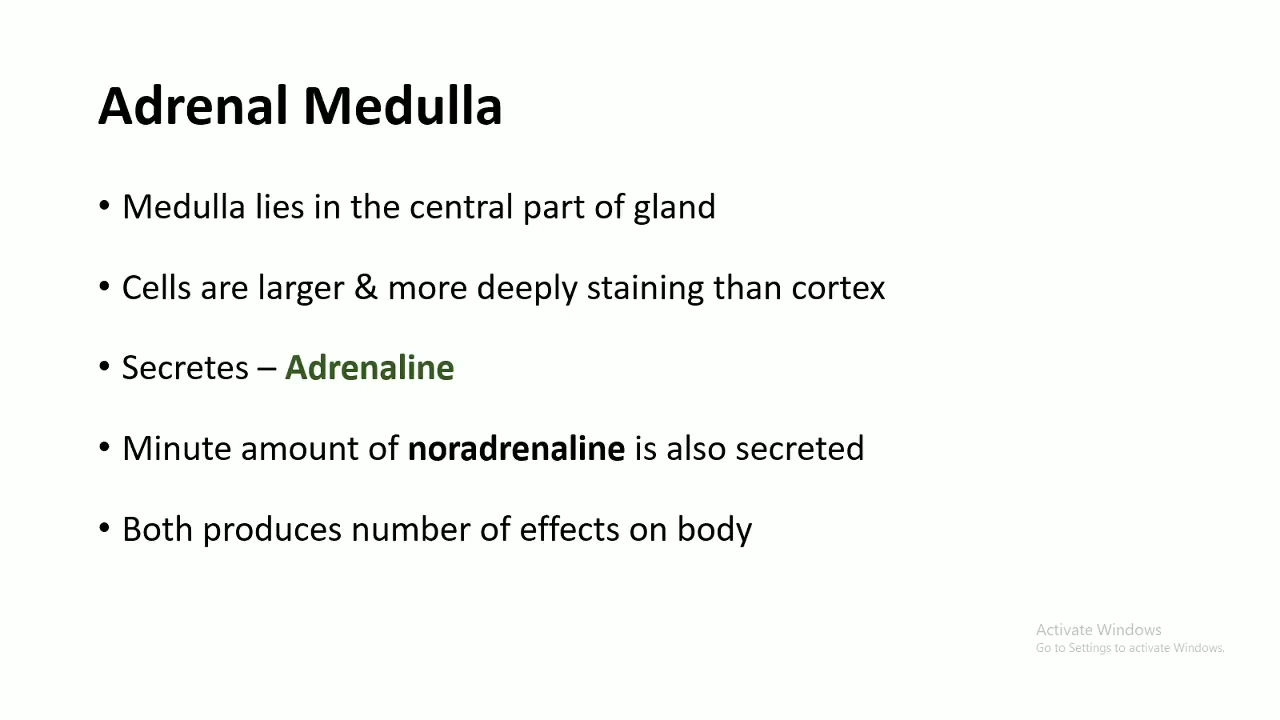 Adrenal Medulla
• Medulla lies in the central part of gland
• Cells are larger & more deeply staining than cortex
• Secretes – Adrenaline
• Minute amount of noradrenaline is also secreted
• Both produces number of effects on body
Activate Windows
Go to Settings to activate Windows.